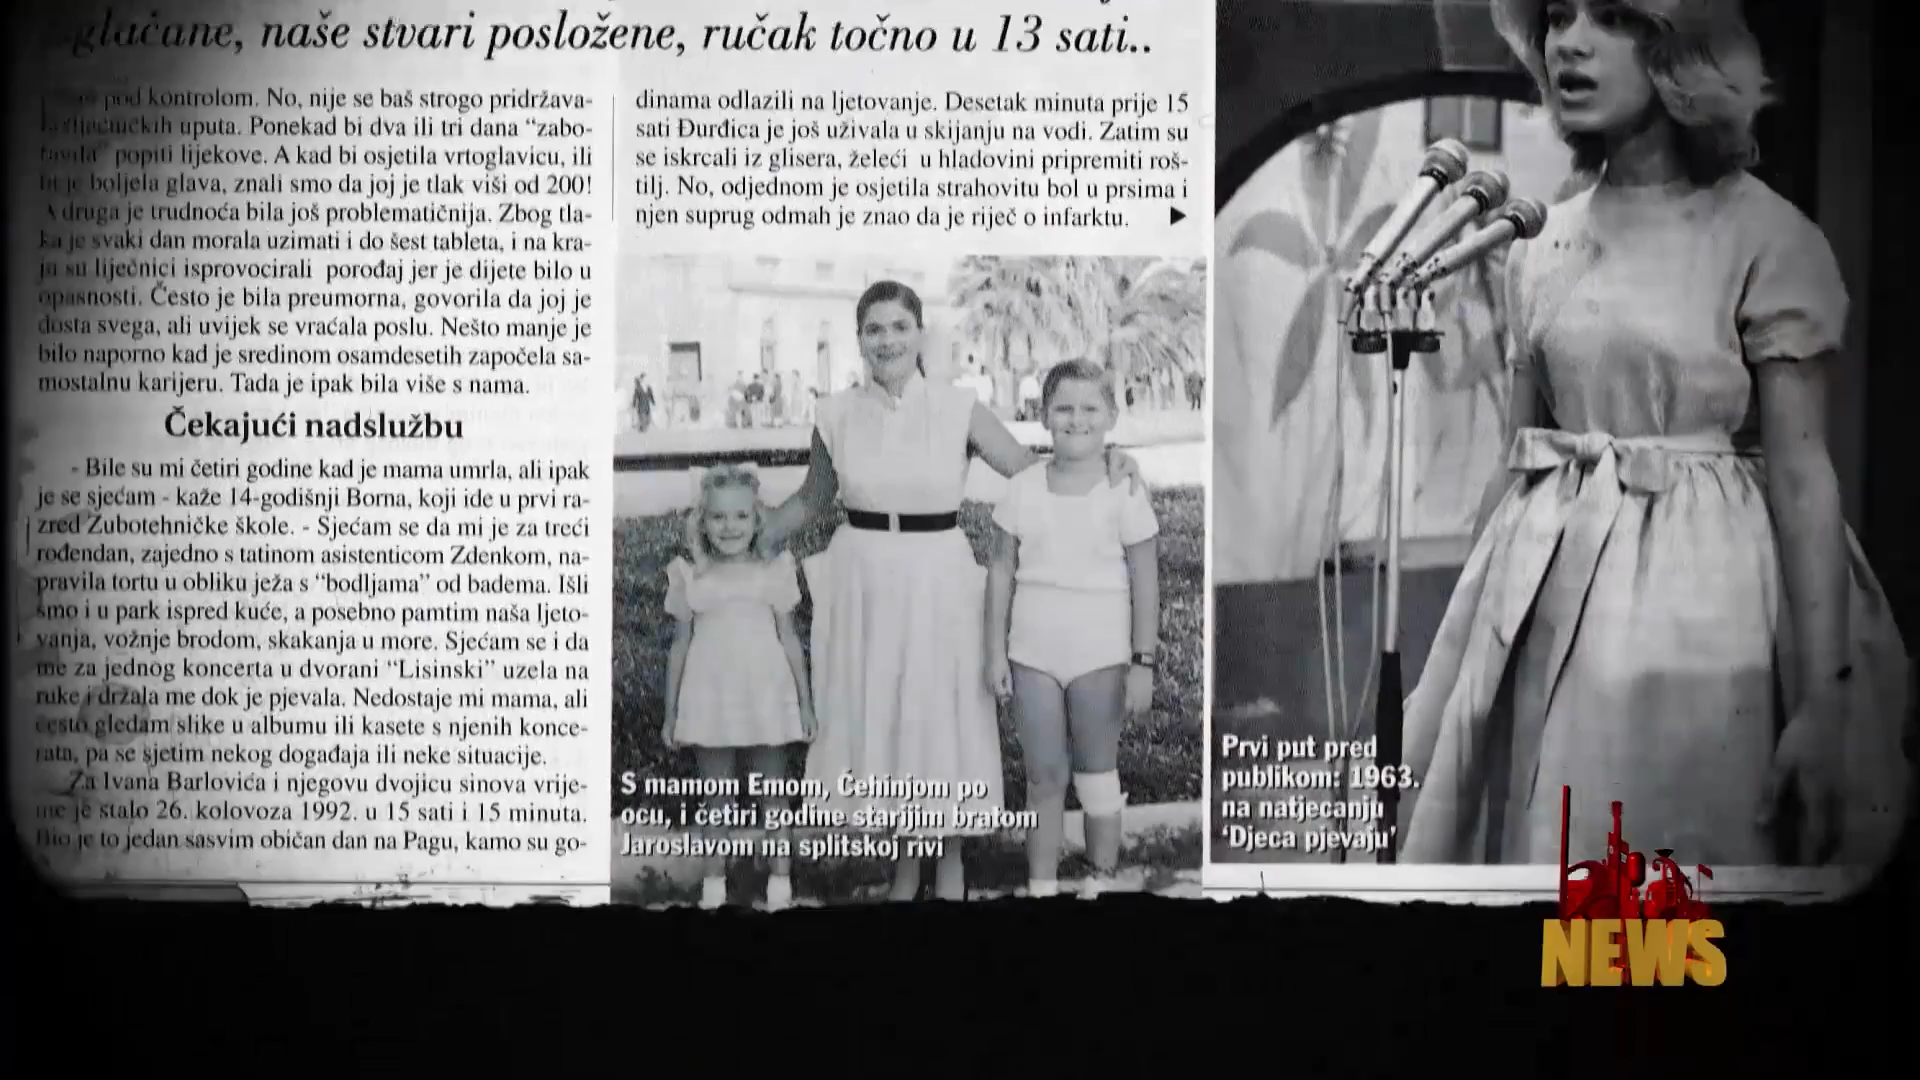 glačane, naše stvari posložene, ručak točno u 13 sati..
pod kontrolom. No, nije se baš strogo pridržava-
uputa. Ponekad bi dva ili tri dana “zabo-
popiti lijekove. A kad bi osjetila vrtoglavicu, ili
boljela glava, znali smo da joj je tlak viši od 200!
A druga je trudnoća bila još problematičnija. Zbog tla-
ka je svaki dan morala uzimati i do šest tableta, i na kra-
ju su liječnici isprovocirali porođaj jer je dijete bilo u
opasnosti. Često je bila preumorna, govorila da joj je
dosta svega, ali uvijek se vraćala poslu. Nešto manje je
bilo naporno kad je sredinom osamdesetih započela sa-
mostalnu karijeru. Tada je ipak bila više s nama.
Čekajući nadslužbu
- Bile su mi četiri godine kad je mama umrla, ali ipak
je se sjećam - kaže 14-godišnji Borna, koji ide u prvi ra-
zred Zubotehničke škole. - Sjećam se da mi je za treći
rođendan, zajedno s tatinom asistenticom Zdenkom, na-
pravila tortu u obliku ježa s “bodljama” od badema. Išli
smo i u park ispred kuće, a posebno pamtim naša ljeto-
vanja, vožnje brodom, skakanja u more. Sjećam se i da
me za jednog koncerta u dvorani “Lisinski” uzela na
ruke i držala me dok je pjevala. Nedostaje mi mama, ali
često gledam slike u albumu ili kasete s njenih konce-
rata, pa se sjetim nekog događaja ili neke situacije.
Za Ivana Barlovića i njegovu dvojicu sinova vrije-
me je stalo 26. kolovoza 1992. u 15 sati i 15 minuta.
Bio je to jedan sasvim običan dan na Pagu, kamo su go-
dinama odlazili na ljetovanje. Desetak minuta prije 15
sati Đurđica je još uživala u skijanju na vodi. Zatim su
se iskrcali iz glisera, želeći u hladovini pripremiti roš-
tilj. No, odjednom je osjetila strahovitu bol u prsima i
njen suprug odmah je znao da je riječ o infarktu.
S mamom Emom, Čehinjom po
ocu, i četiri godine starijim bratom
Jaroslavom na splitskoj rivi
Prvi put pred
publikom: 1963.
na natjecanju
‘Djeca pjevaju’
NEWS